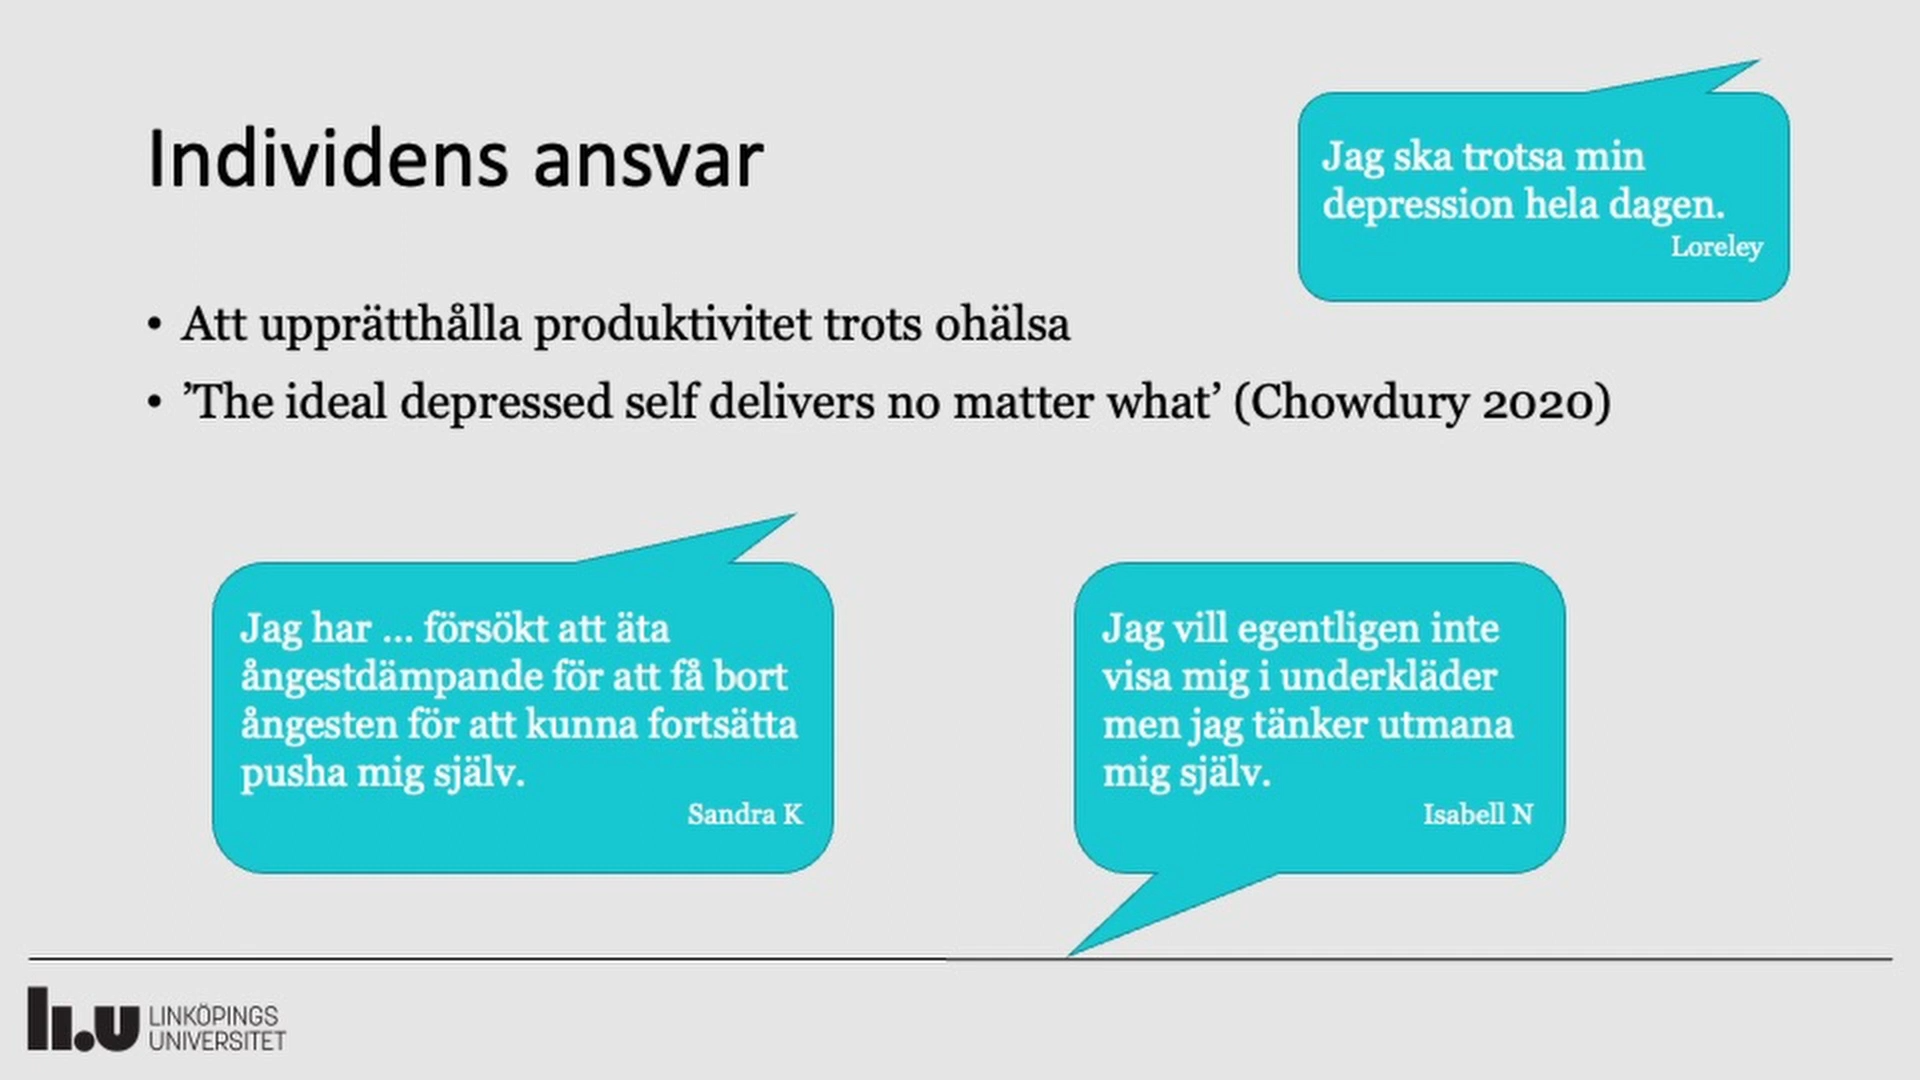 Individens ansvar
Jag ska trotsa min
depression hela dagen.
Loreley
• Att upprätthålla produktivitet trots ohälsa
• ’The ideal depressed self delivers no matter what’ (Chowdury 2020)
Jag har ... försökt att äta
ångestdämpande för att få bort
ångesten för att kunna fortsätta
pusha mig själv.
Sandra K
Jag vill egentligen inte
visa mig i underkläder
men jag tänker utmana
mig själv.
Isabell N
li.u LINKÖPINGS
UNIVERSITET